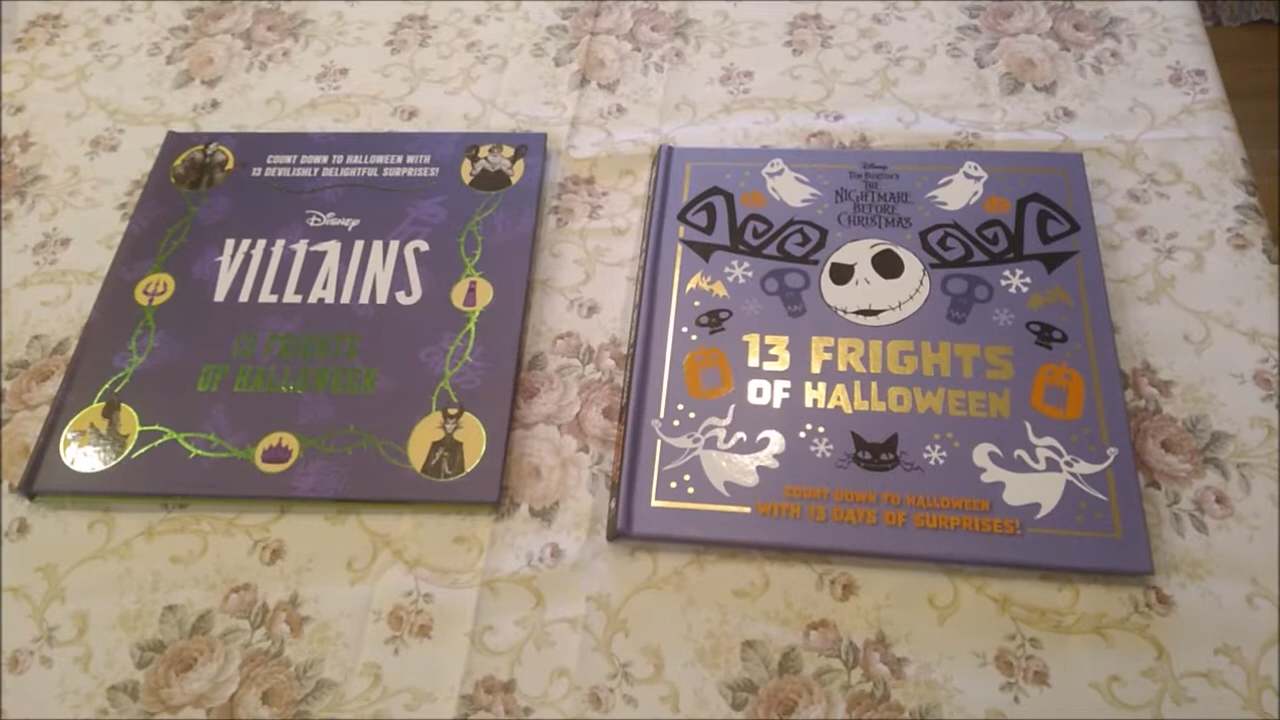 COUNT DOWN TO HALLOWEEN WITH
13 DEVILISHLY DELIGHTFUL SURPRISES!
Disney
VILLAINS
13 FRIGHTS
OF HALLOWEEN
Disney
TIM BURTON'S
THE
NIGHTMARE
BEFORE
CHRISTMAS
13 FRIGHTS
OF HALLOWEEN
COUNT DOWN TO HALLOWEEN
WITH 13 DAYS OF SURPRISES!